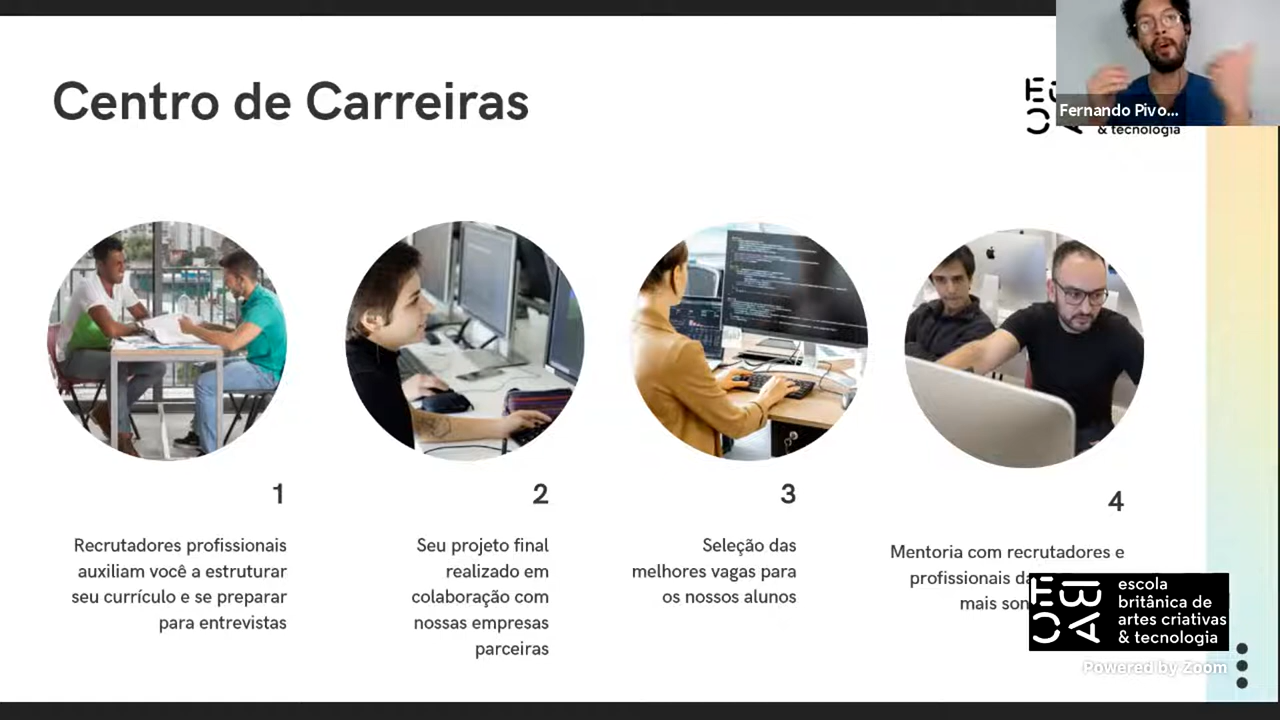 Centro de Carreiras
& tecnologia
Fernando Pivo...
1
Recrutadores profissionais
auxiliam você a estruturar
seu currículo e se preparar
para entrevistas
2
Seu projeto final
realizado em
colaboração com
nossas empresas
parceiras
3
Seleção das
melhores vagas para
os nossos alunos
4
Mentoria com recrutadores e
profissionais
mais
EBAC
escola
britânica de
artes criativas
& tecnologia
Powered by Zoom